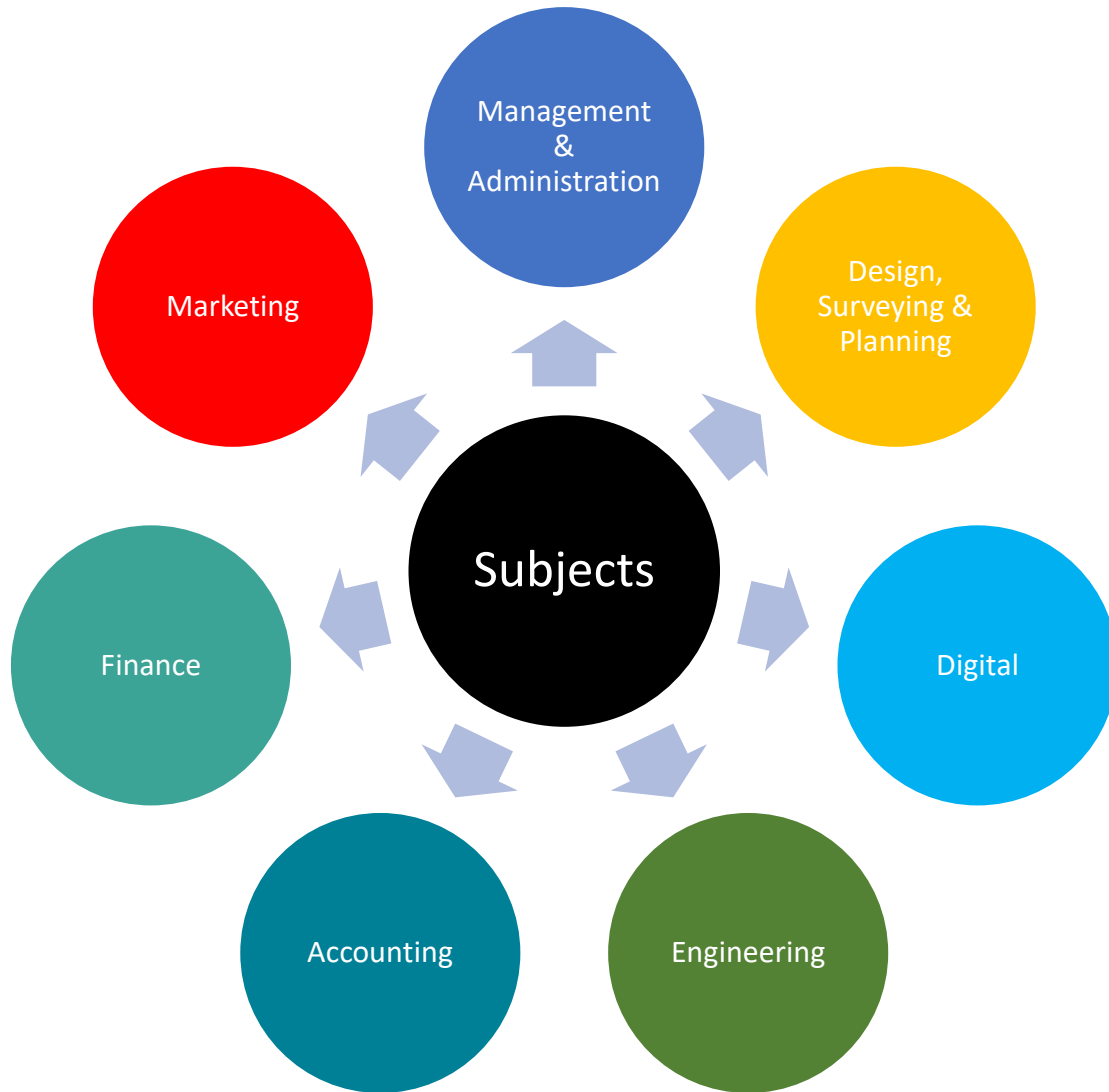 Management
&
Administration
Design,
Surveying &
Planning
Digital
Engineering
Accounting
Finance
Marketing
Subjects